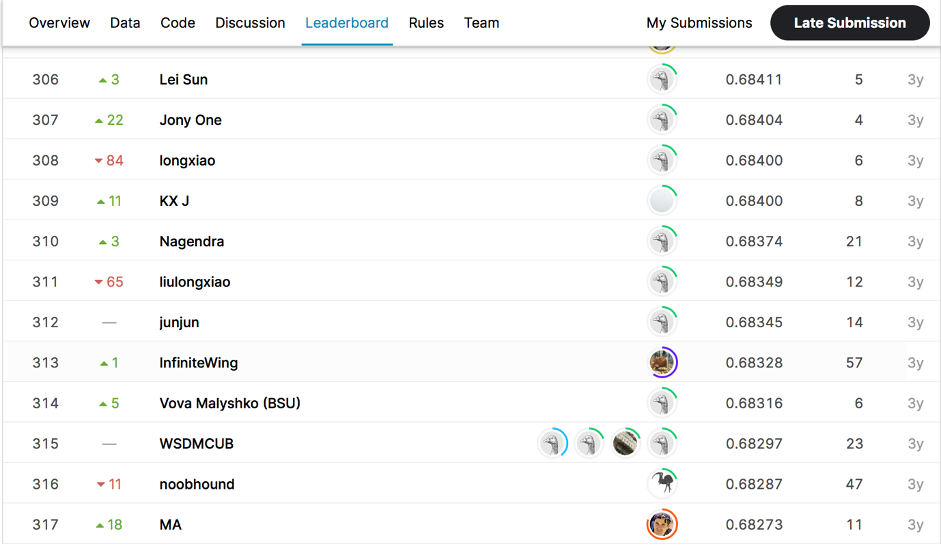 Overview Data Code Discussion Leaderboard Rules Team My Submissions Late Submission
306 3 Lei Sun 0.68411 5 3y
307 22 Jony One 0.68404 4 3y
308 84 longxiao 0.68400 6 3y
309 11 KX J 0.68400 8 3y
310 3 Nagendra 0.68374 21 3y
311 65 liulongxiao 0.68349 12 3y
312 — junjun 0.68345 14 3y
313 1 InfiniteWing 0.68328 57 3y
314 5 Vova Malyshko (BSU) 0.68316 6 3y
315 — WSDMCUB 0.68297 23 3y
316 11 noobhound 0.68287 47 3y
317 18 MA 0.68273 11 3y